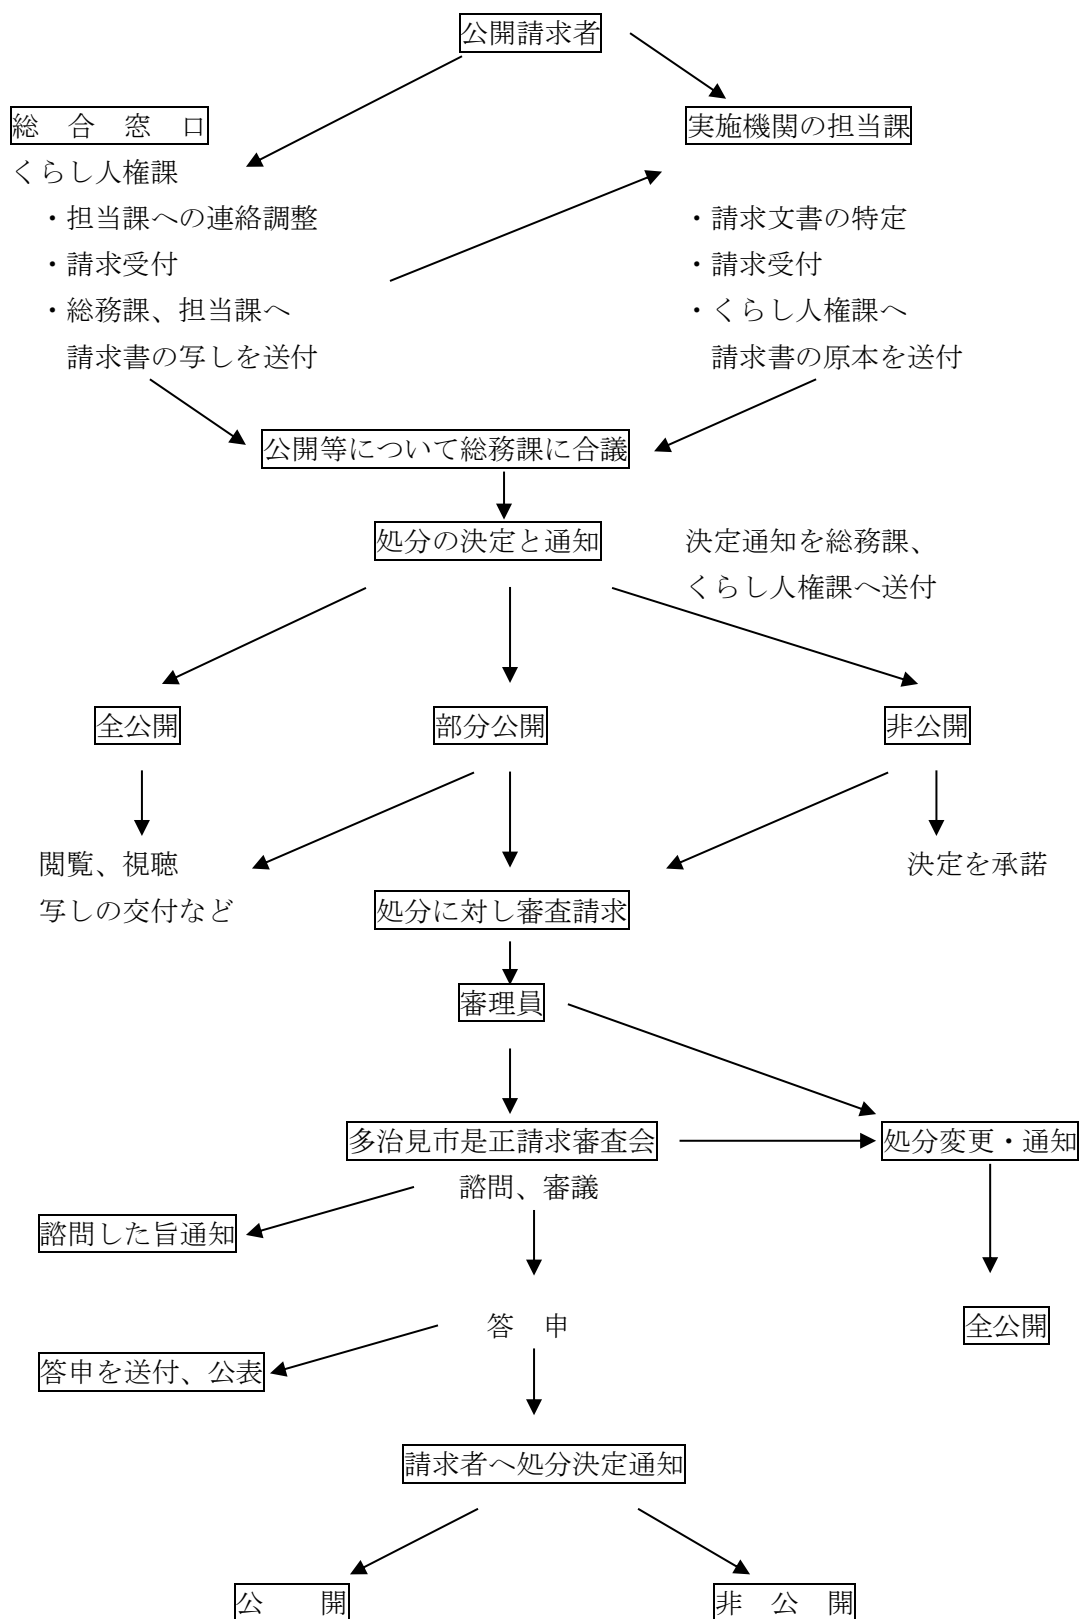 公開請求者
総　合　窓　口
実施機関の担当課
くらし人権課
・担当課への連絡調整
・請求受付
・総務課、担当課へ
請求書の写しを送付
・請求文書の特定
・請求受付
・くらし人権課へ
請求書の原本を送付
公開等について総務課に合議
処分の決定と通知
決定通知を総務課、
くらし人権課へ送付
全公開
部分公開
非公開
閲覧、視聴
写しの交付など
決定を承諾
処分に対し審査請求
審理員
多治見市是正請求審査会
処分変更・通知
諮問、審議
諮問した旨通知
答　申
全公開
答申を送付、公表
請求者へ処分決定通知
公　　開
非　公　開